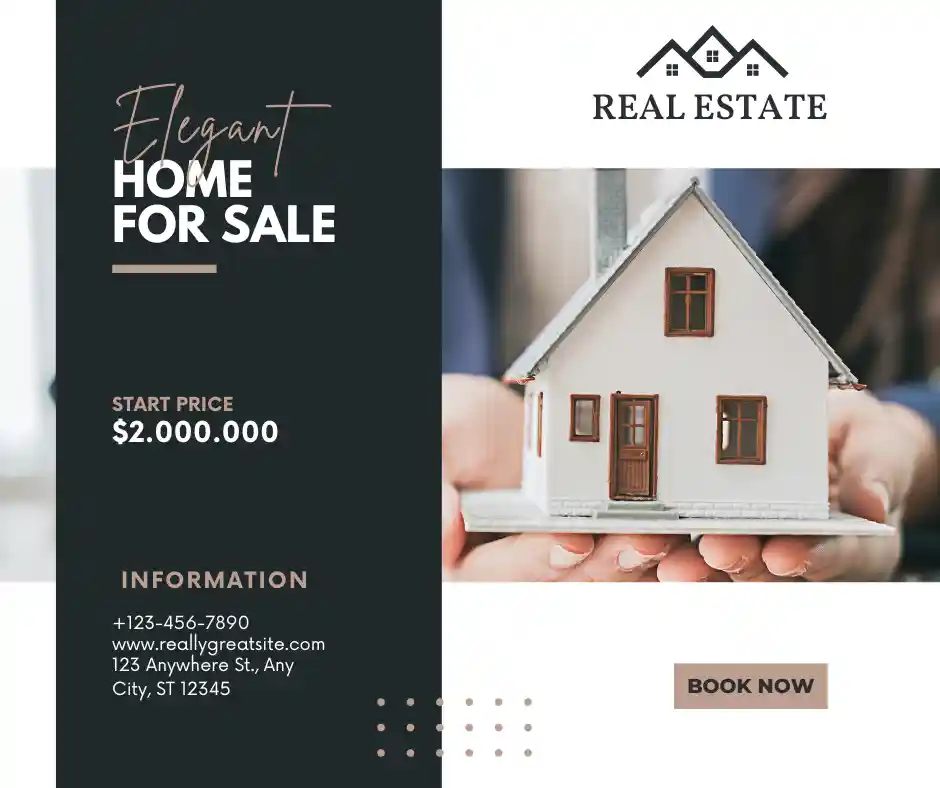 Elegant
HOME
FOR SALE
START PRICE
$2.000.000
INFORMATION
+123-456-7890
www.reallygreatsite.com
123 Anywhere St., Any
City, ST 12345
REAL ESTATE
BOOK NOW